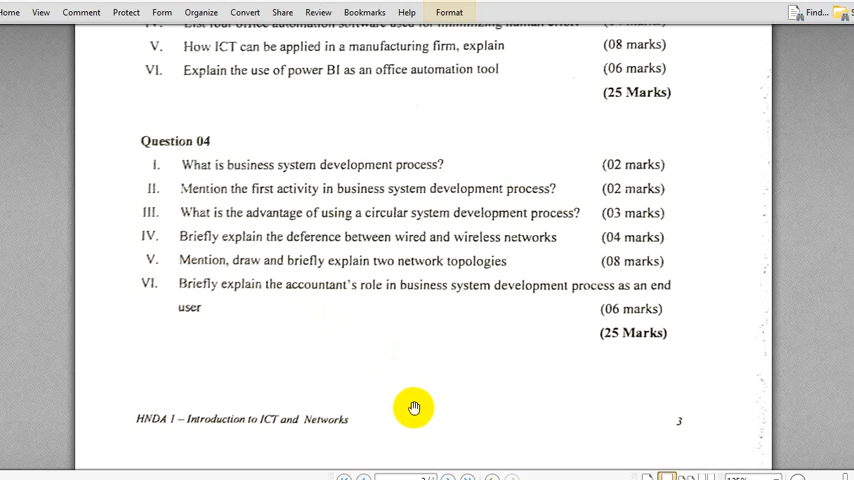 Home View Comment Protect Form Organize Convert Share Review Bookmarks Help Format Find...
V. How ICT can be applied in a manufacturing firm, explain (08 marks)
VI. Explain the use of power BI as an office automation tool (06 marks)
(25 Marks)
Question 04
I. What is business system development process? (02 marks)
II. Mention the first activity in business system development process? (02 marks)
III. What is the advantage of using a circular system development process? (03 marks)
IV. Briefly explain the deference between wired and wireless networks (04 marks)
V. Mention, draw and briefly explain two network topologies (08 marks)
VI. Briefly explain the accountant's role in business system development process as an end
user (06 marks)
(25 Marks)
HNDA 1 – Introduction to ICT and Networks 3